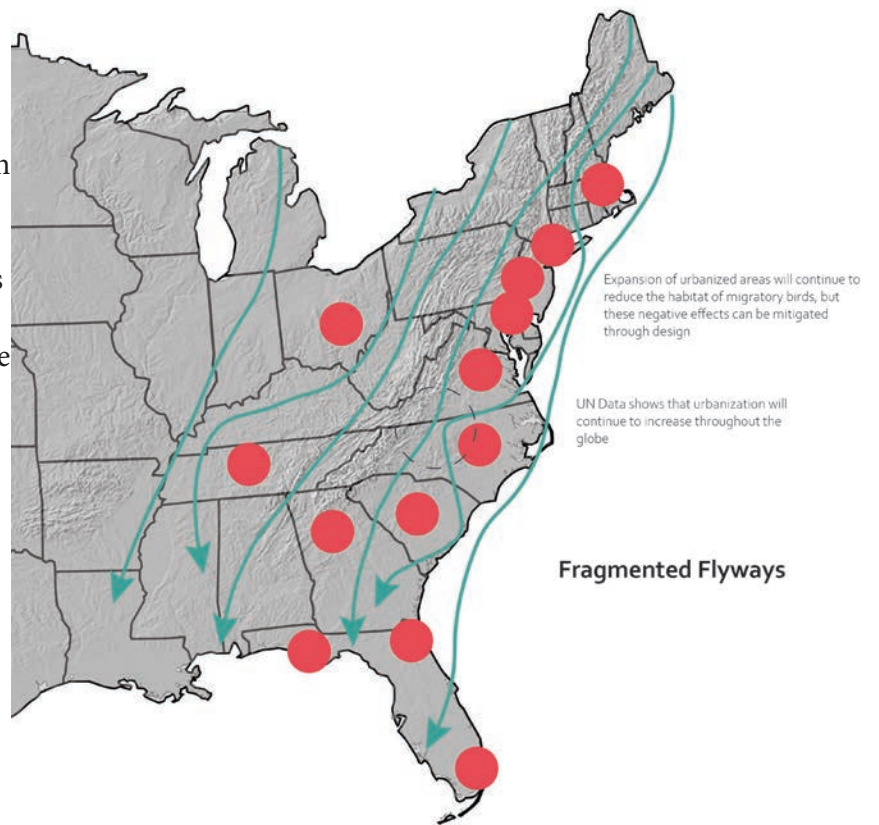 Expansion of urbanized areas will continue to
reduce the habitat of migratory birds, but
these negative effects can be mitigated
through design
UN Data shows that urbanization will
continue to increase throughout the
globe
Fragmented Flyways